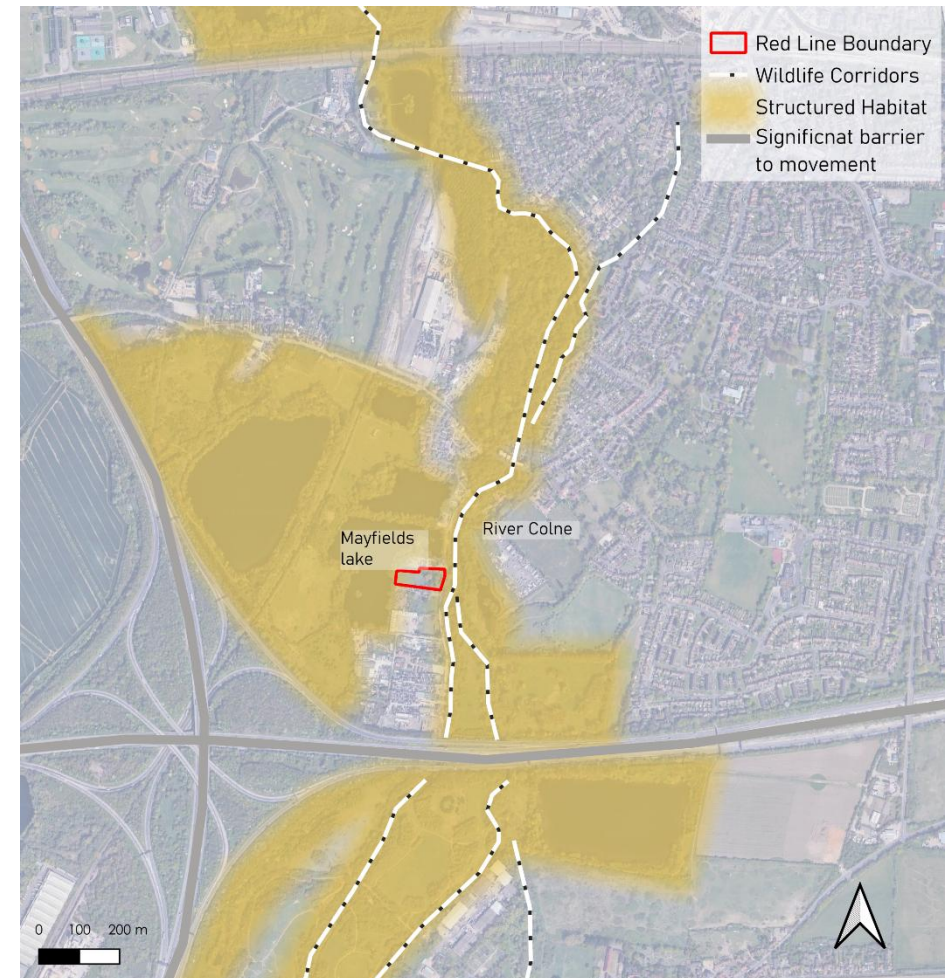 Red Line Boundary
Wildlife Corridors
Structured Habitat
Significnat barrier
to movement
River Colne
Mayfields
lake
0 100 200 m